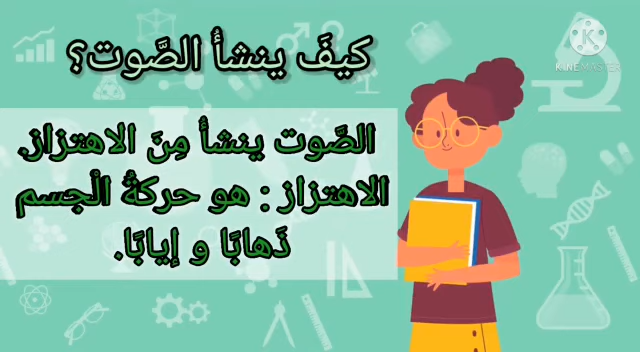 كيفَ ينشأُ الصَّوت؟
الصَّوت ينشأُ مِنَ الاهتزاز.
الاهتزاز : هو حركةُ الْجسم
ذَهابًا و إيابًا.
KINEMASTER